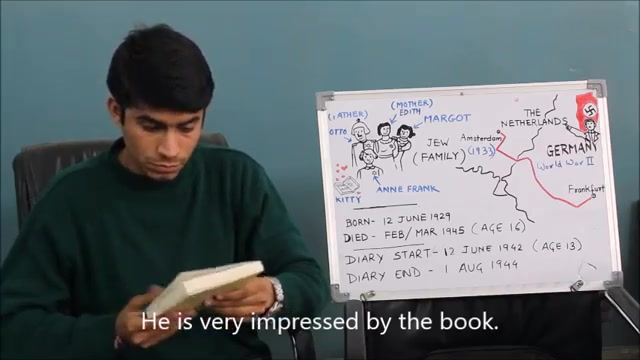 (FATHER)
OTTO
(MOTHER)
EDITH
MARGOT
JEW
(FAMILY)
KITTY
ANNE FRANK
THE
NETHERLANDS
Amsterdam
(1933)
GERMANY
World War II
Frankfurt
BORN- 12 JUNE 1929
DIED - FEB/MAR 1945 (AGE 16)
DIARY START- 12 JUNE 1942 (AGE 13)
DIARY END - 1 AUG 1944
He is very impressed by the book.